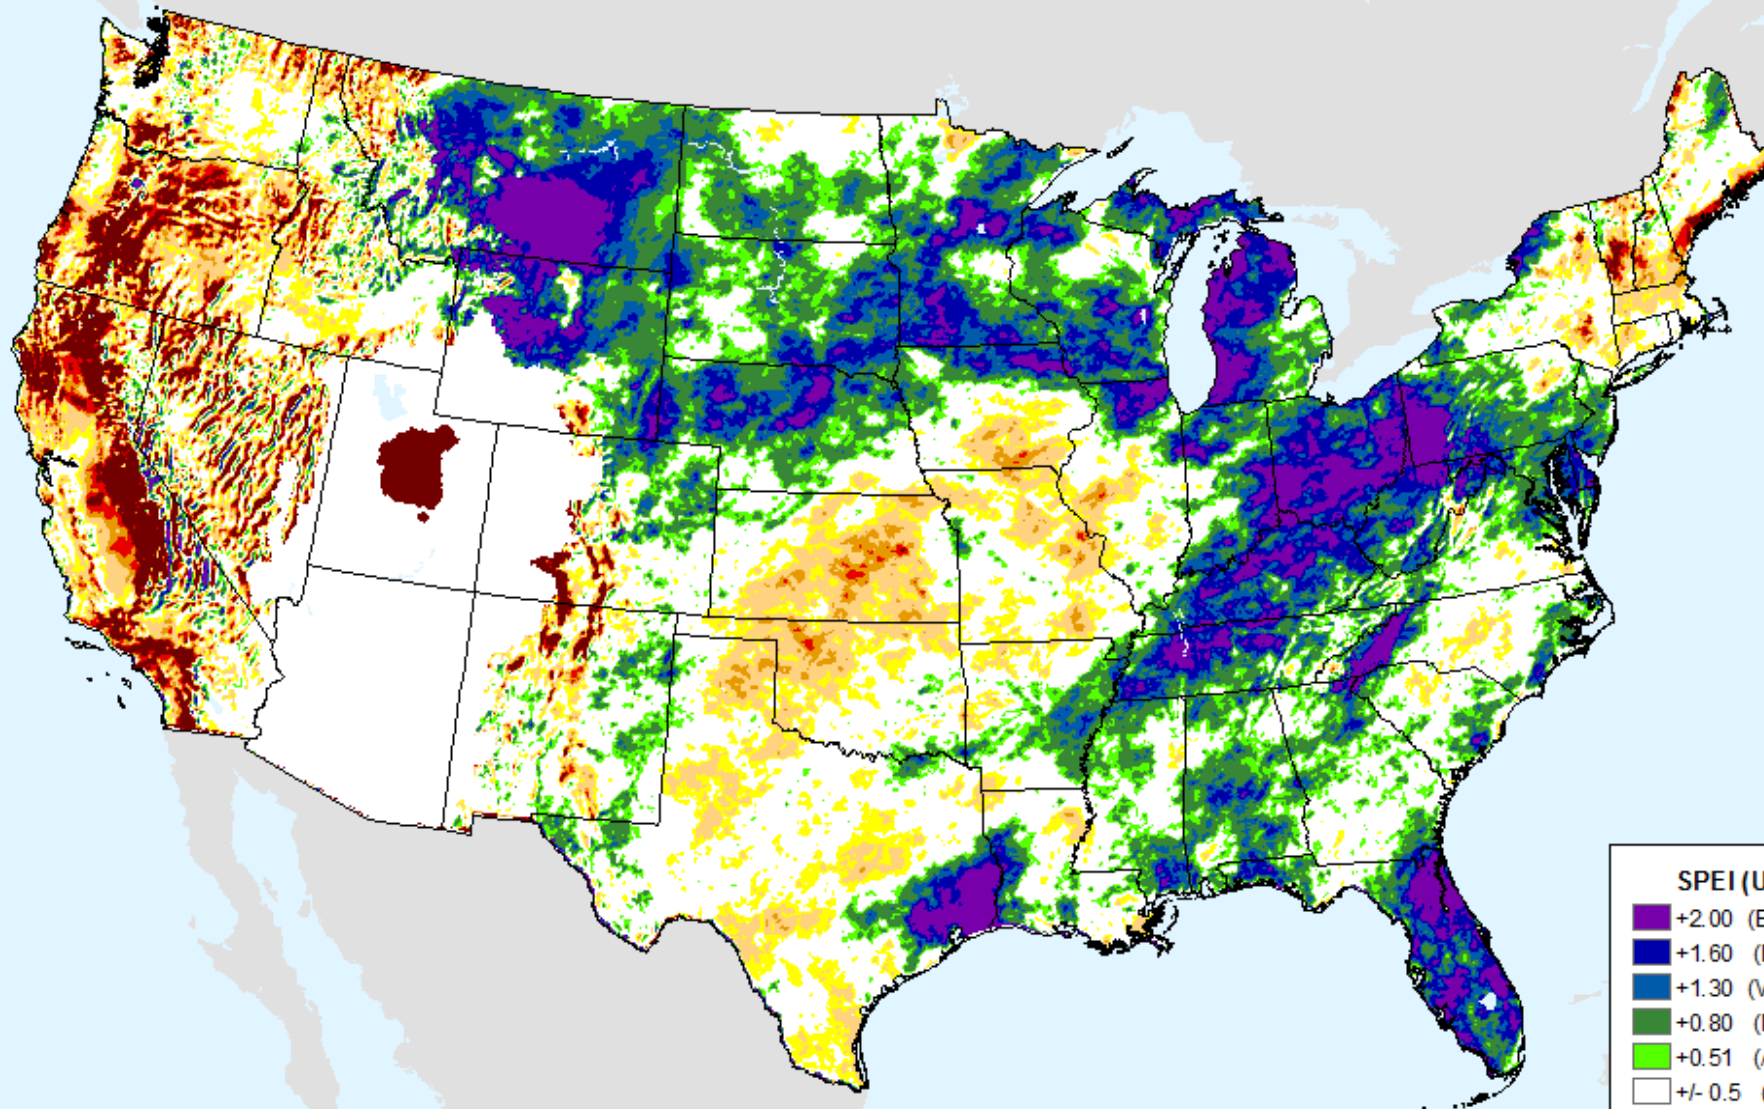 SPEI (U
+2.00 (E
+1.60 (
+1.30 (V
+0.80 (
+0.51 (
+/- 0.5 (